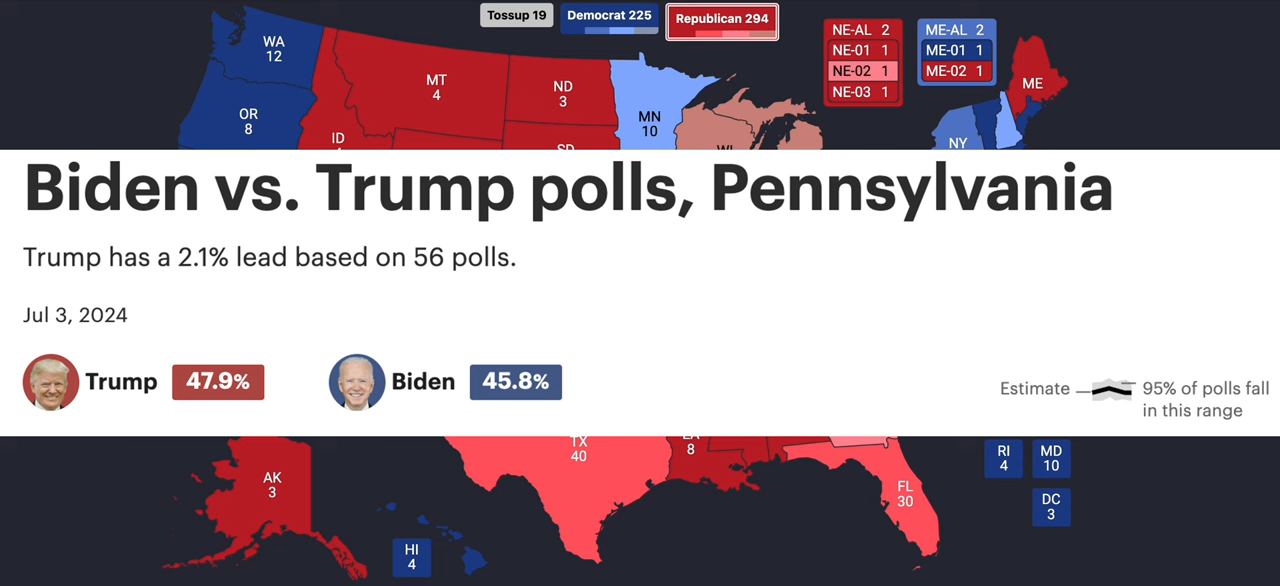 Tossup 19
Democrat 225
Republican 294
WA
12
OR
8
ID
MT
4
ND
3
SD
MN
10
WI
NE-AL 2
NE-01 1
NE-02 1
NE-03 1
ME-AL 2
ME-01 1
ME-02 1
ME
NY
Biden vs. Trump polls, Pennsylvania
Trump has a 2.1% lead based on 56 polls.
Jul 3, 2024
Trump 47.9%
Biden 45.8%
Estimate
95% of polls fall
in this range
AK
3
HI
4
TX
40
LA
8
FL
30
RI
4
MD
10
DC
3